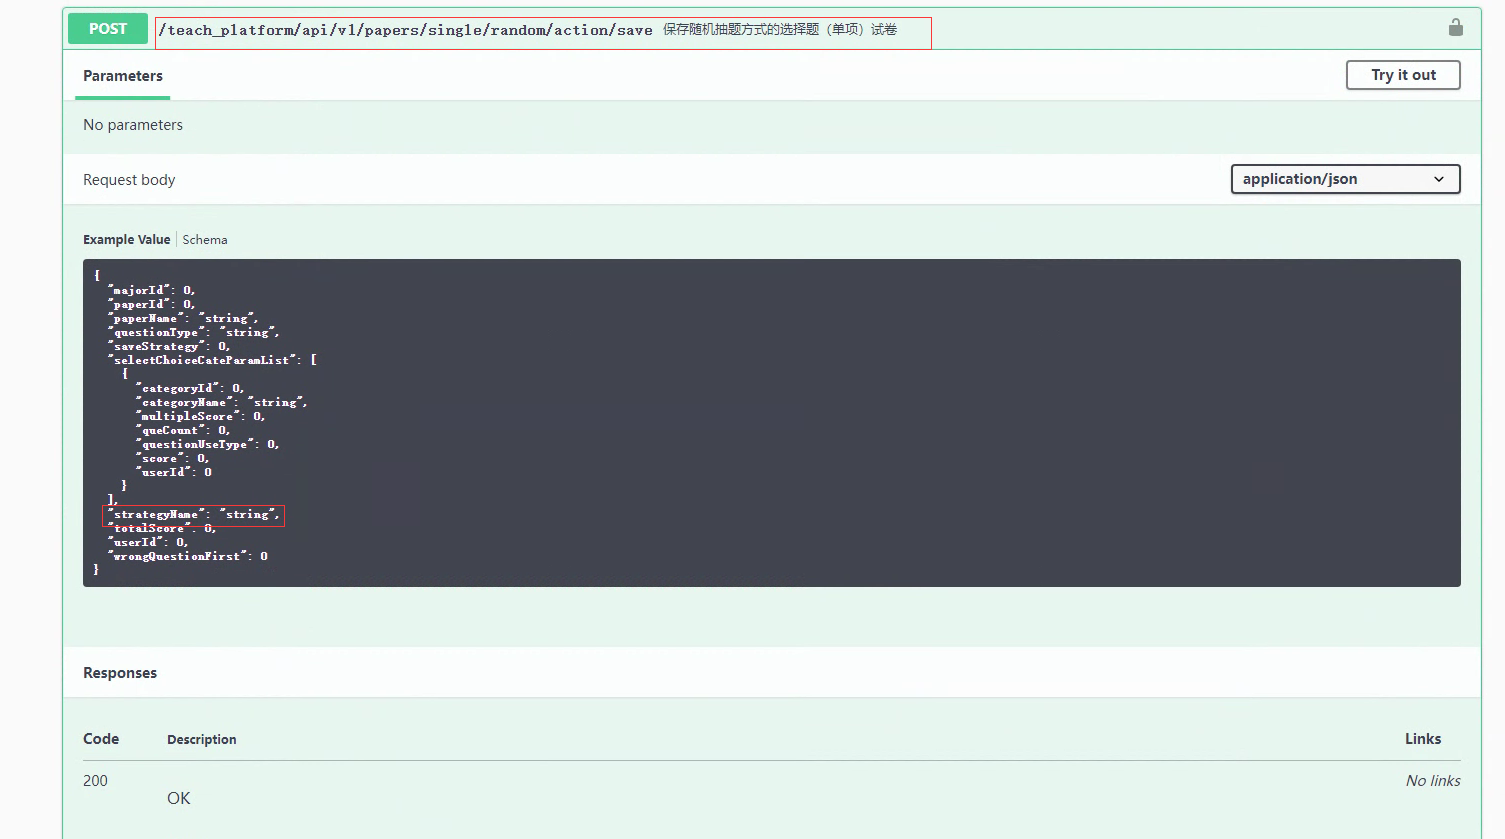 POST /teach_platform/api/v1/papers/single/random/action/save 保存随机抽题方式的选择题（单项）试卷
Parameters Try it out
No parameters
Request body application/json
Example Value Schema
{
"majorId": 0,
"paperId": 0,
"paperName": "string",
"questionType": "string",
"saveStrategy": 0,
"selectChoiceCateParamList": [
{
"categoryId": 0,
"categoryName": "string",
"multipleScore": 0,
"queCount": 0,
"questionUseType": 0,
"score": 0,
"userId": 0
}
],
"strategyName": "string",
"totalScore": 0,
"userId": 0,
"wrongQuestionFirst": 0
}
Responses
Code Description Links
200 No links
OK